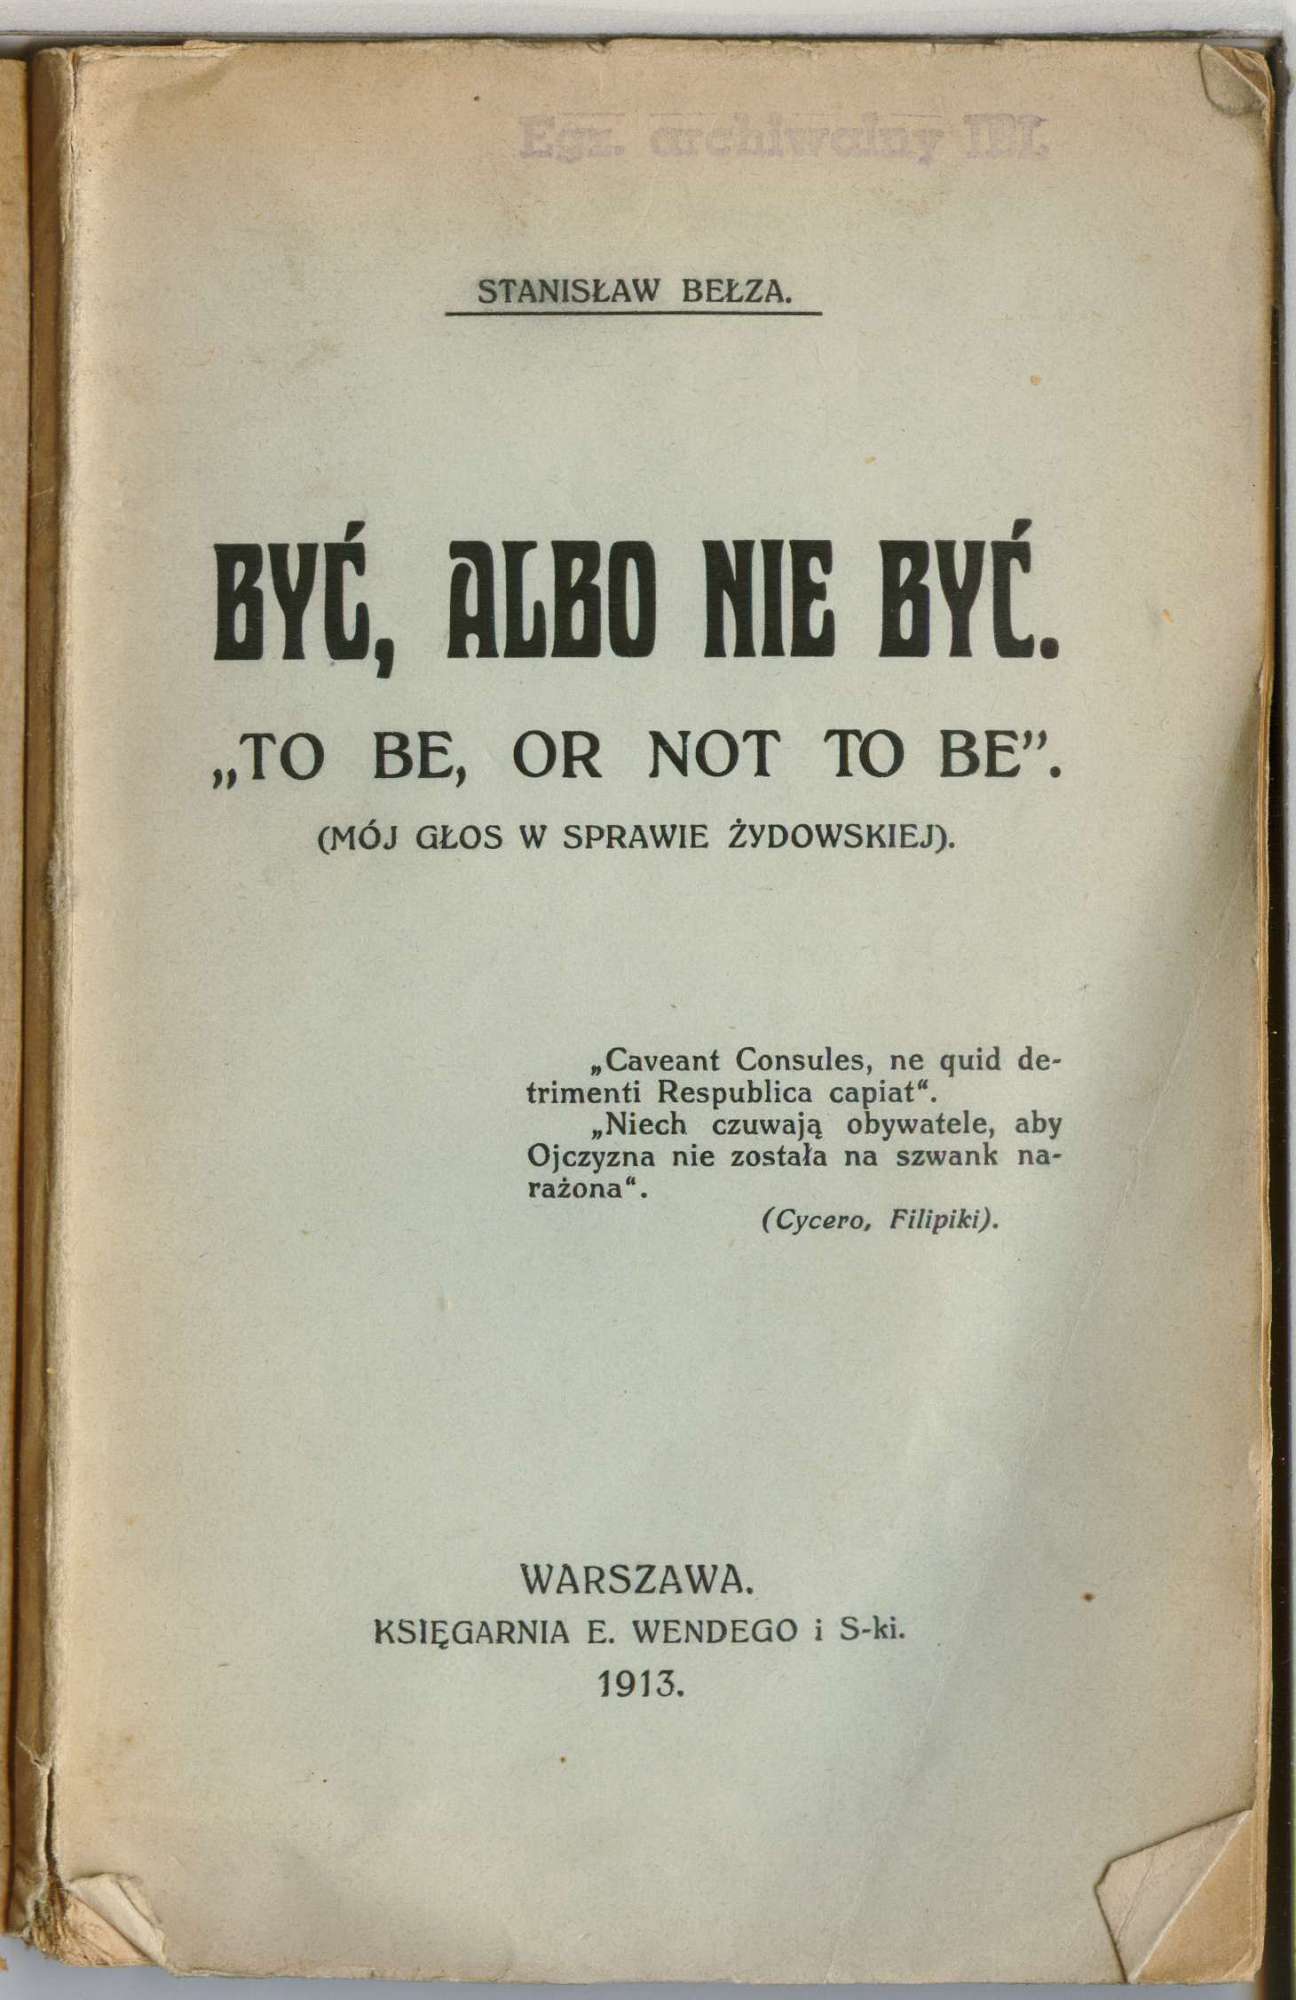 Egz. archiwalny IBL
STANISŁAW BEŁZA.
BYĆ, ALBO NIE BYĆ.
„TO BE, OR NOT TO BE”.
(MÓJ GŁOS W SPRAWIE ŻYDOWSKIEJ).
„Caveant Consules, ne quid de-
trimenti Respublica capiat“.
„Niech czuwają obywatele, aby
Ojczyzna nie została na szwank na-
rażona“.
(Cycero, Filipiki).
WARSZAWA.
KSIĘGARNIA E. WENDEGO i S-ki.
1913.